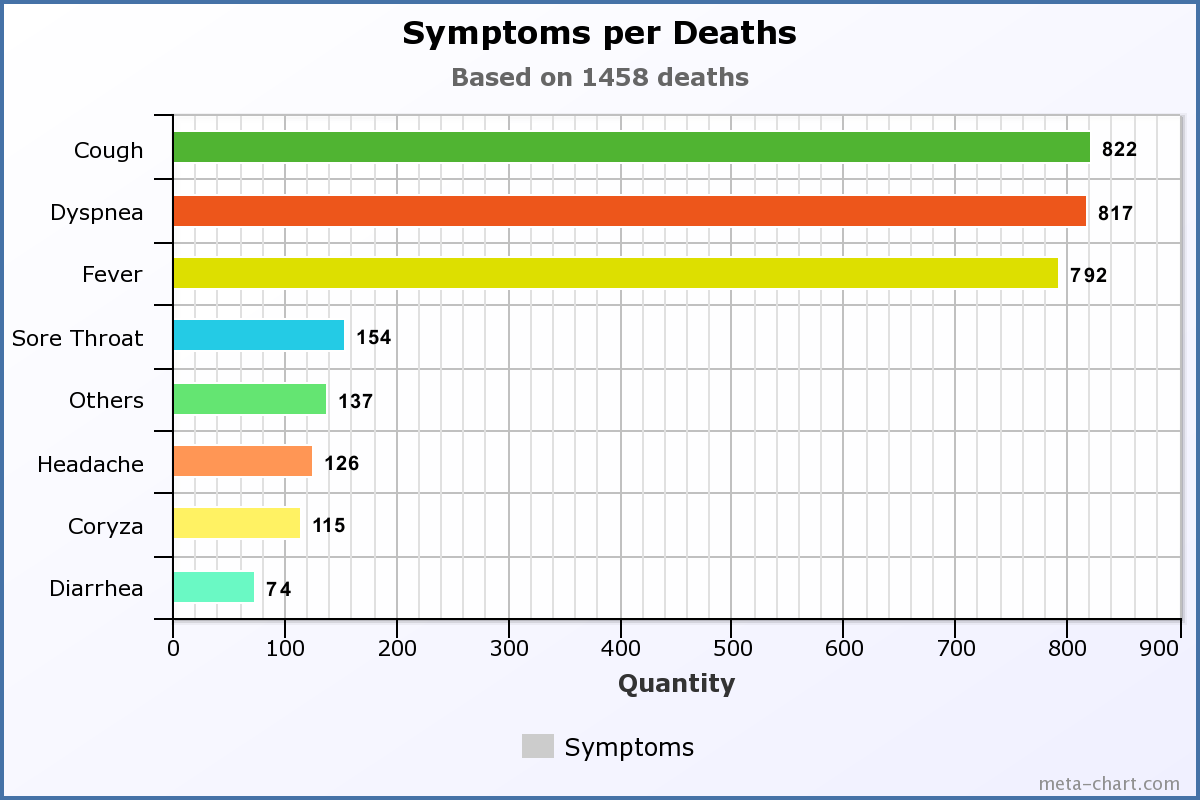 Symptoms per Deaths
Based on 1458 deaths
Cough 822
Dyspnea 817
Fever 792
Sore Throat 154
Others 137
Headache 126
Coryza 115
Diarrhea 74
0 100 200 300 400 500 600 700 800 900
Quantity
Symptoms
meta-chart.com